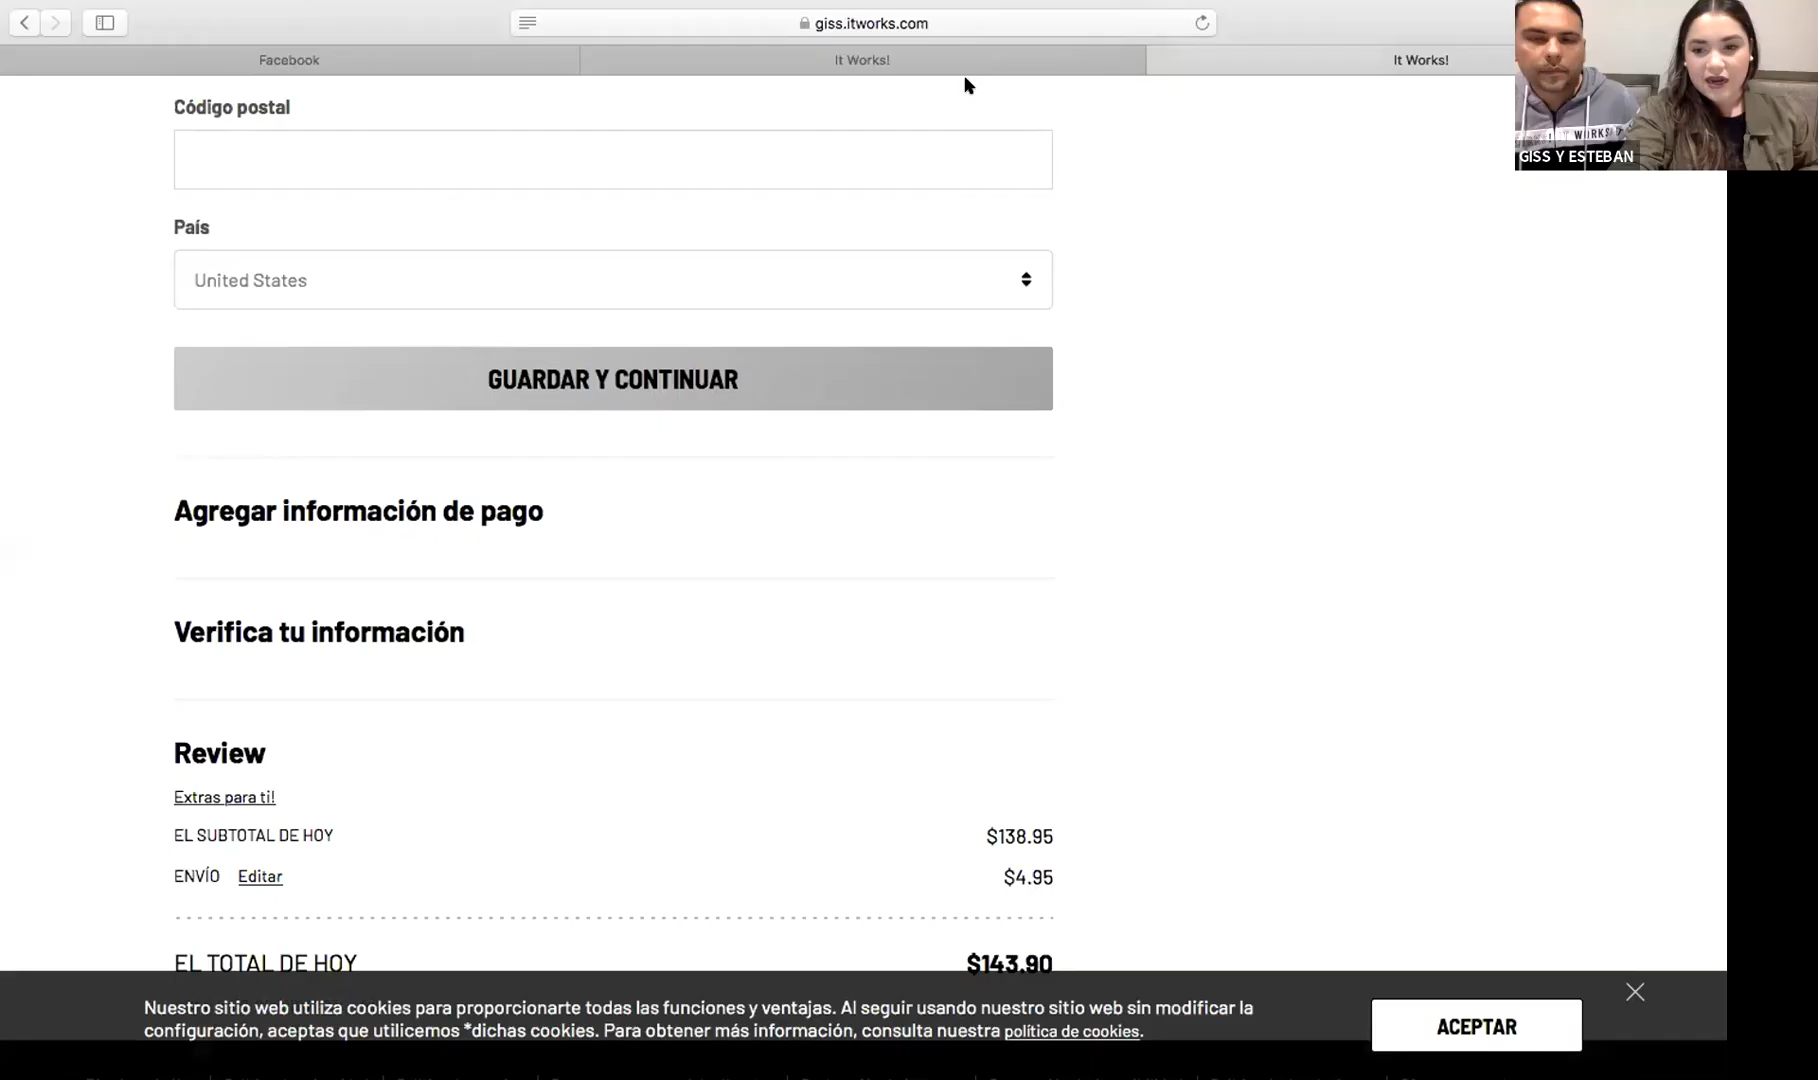 giss.itworks.com
Facebook
It Works!
It Works!
WORKS
GISS Y ESTEBAN
Código postal
País
United States
GUARDAR Y CONTINUAR
Agregar información de pago
Verifica tu información
Review
Extras para ti!
EL SUBTOTAL DE HOY $138.95
ENVÍO Editar $4.95
EL TOTAL DE HOY $143.90
Nuestro sitio web utiliza cookies para proporcionarte todas las funciones y ventajas. Al seguir usando nuestro sitio web sin modificar la
configuración, aceptas que utilicemos *dichas cookies. Para obtener más información, consulta nuestra política de cookies.
ACEPTAR